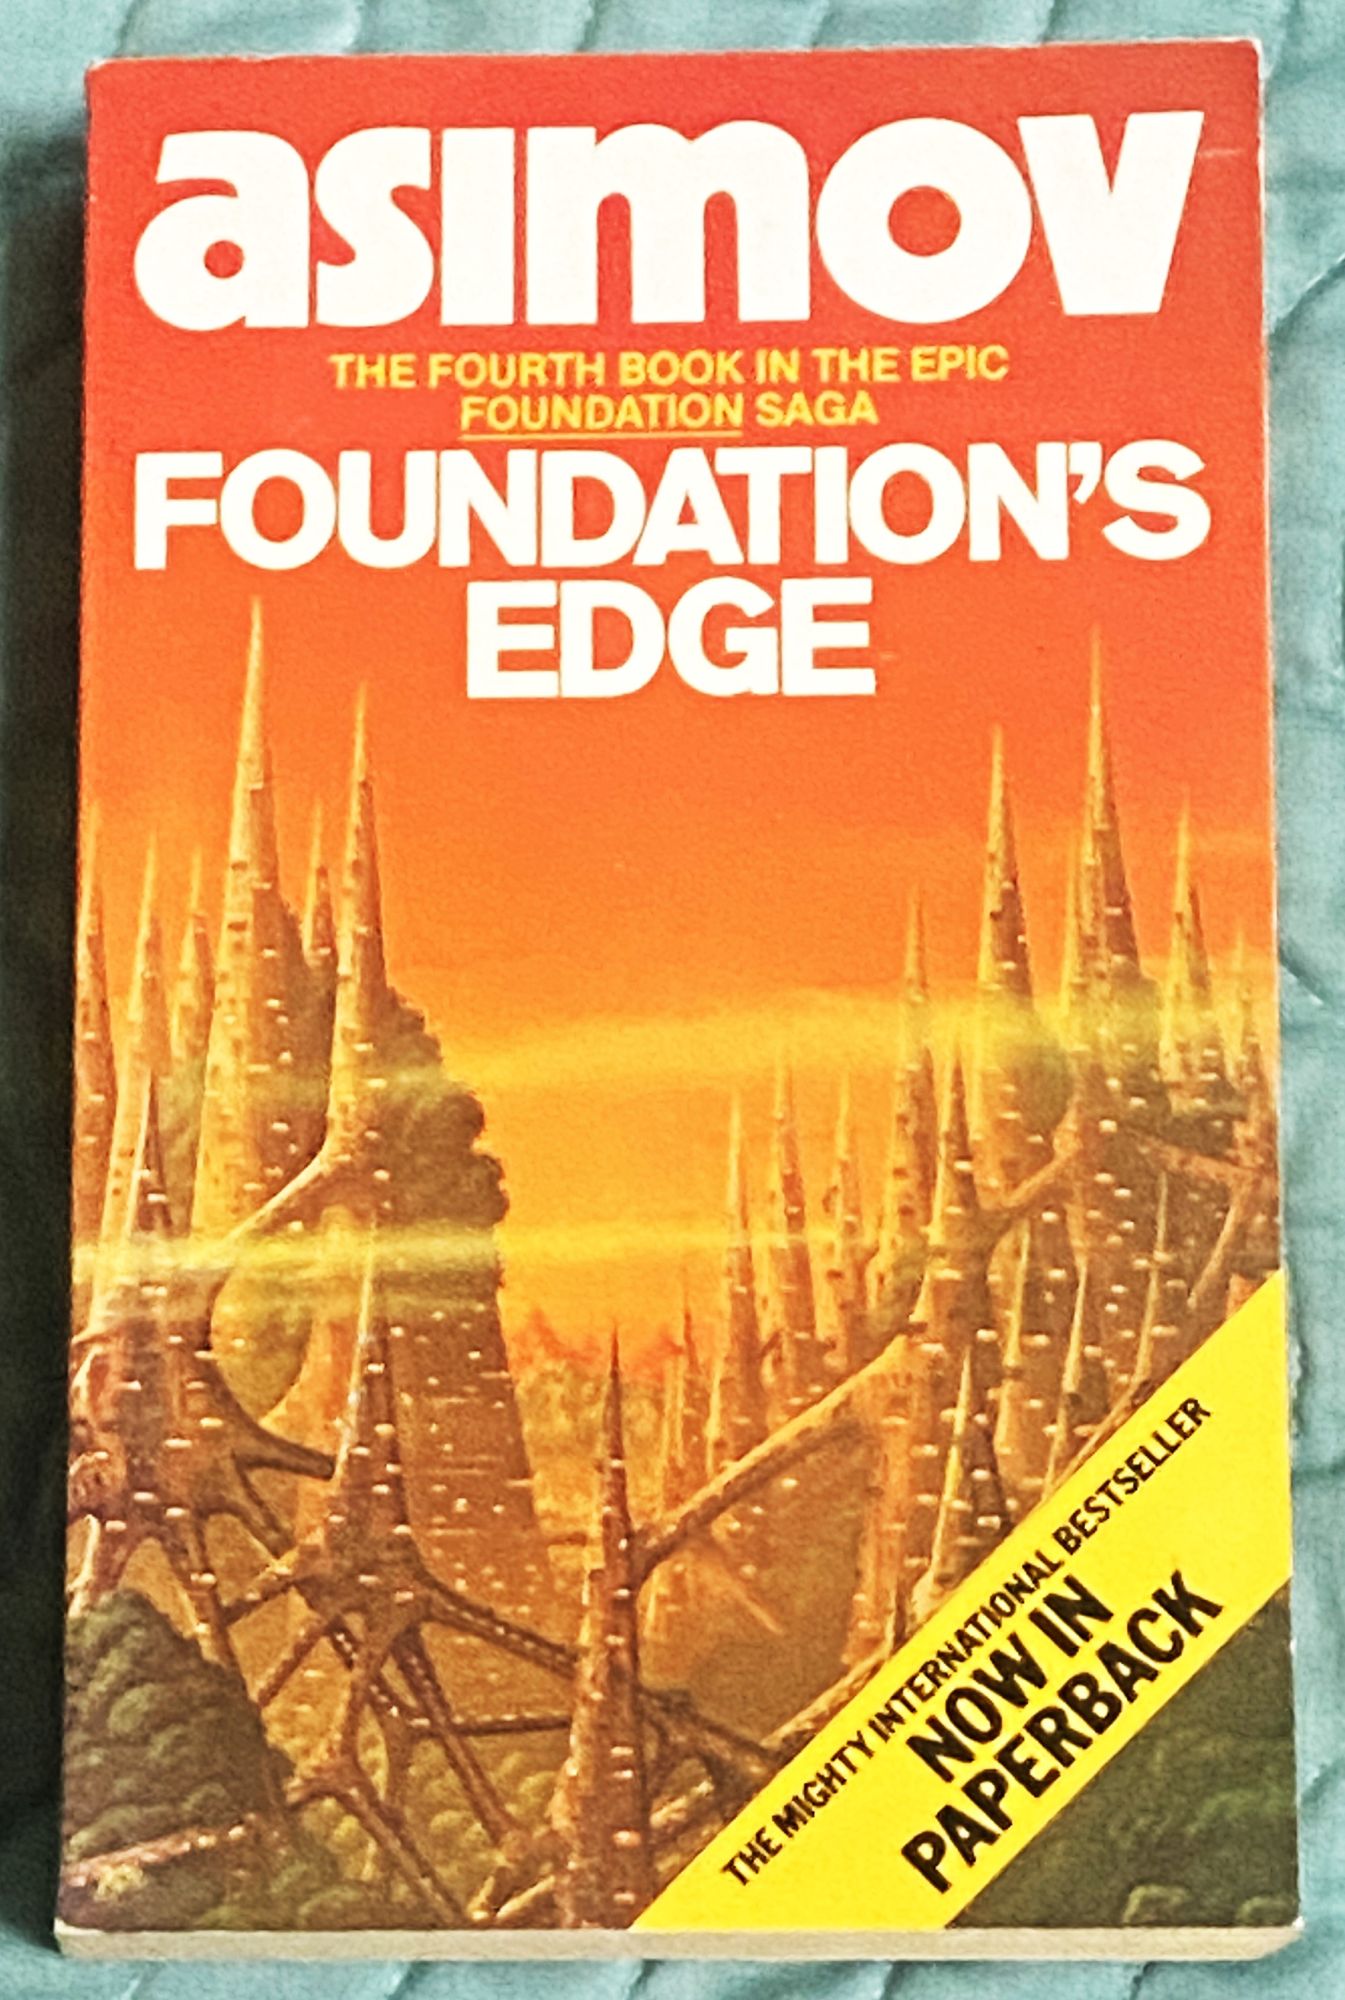 asimov
THE FOURTH BOOK IN THE EPIC
FOUNDATION SAGA
FOUNDATION'S
EDGE
THE MIGHTY INTERNATIONAL BESTSELLER
NOW IN
PAPERBACK